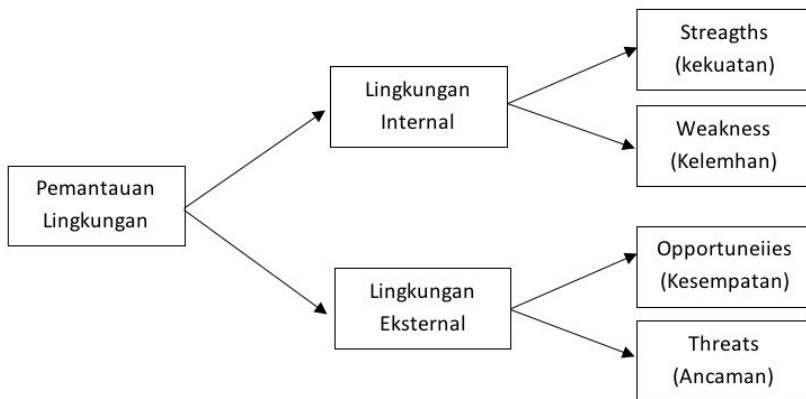 Pemantauan
Lingkungan
Lingkungan
Internal
Streagths
(kekuatan)
Weakness
(Kelemhan)
Lingkungan
Eksternal
Opportuneiies
(Kesempatan)
Threats
(Ancaman)